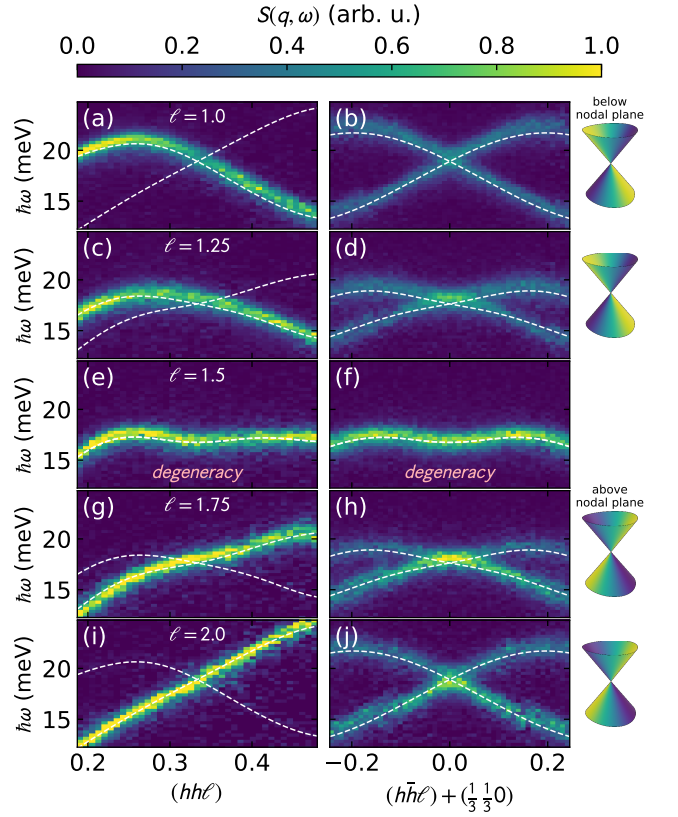 S(q, ω) (arb. u.)
0.0 0.2 0.4 0.6 0.8 1.0
(a) ℓ = 1.0
(b)
below
nodal plane
ħω (meV)
20
15
(c) ℓ = 1.25
(d)
ħω (meV)
20
15
(e) ℓ = 1.5
(f)
ħω (meV)
20
15
degeneracy
degeneracy
(g) ℓ = 1.75
(h)
above
nodal plane
ħω (meV)
20
15
(i) ℓ = 2.0
(j)
ħω (meV)
20
15
0.2 0.3 0.4
−0.2 0.0 0.2
(hhℓ)
(hh̄ℓ) + (1/3 1/3 0)